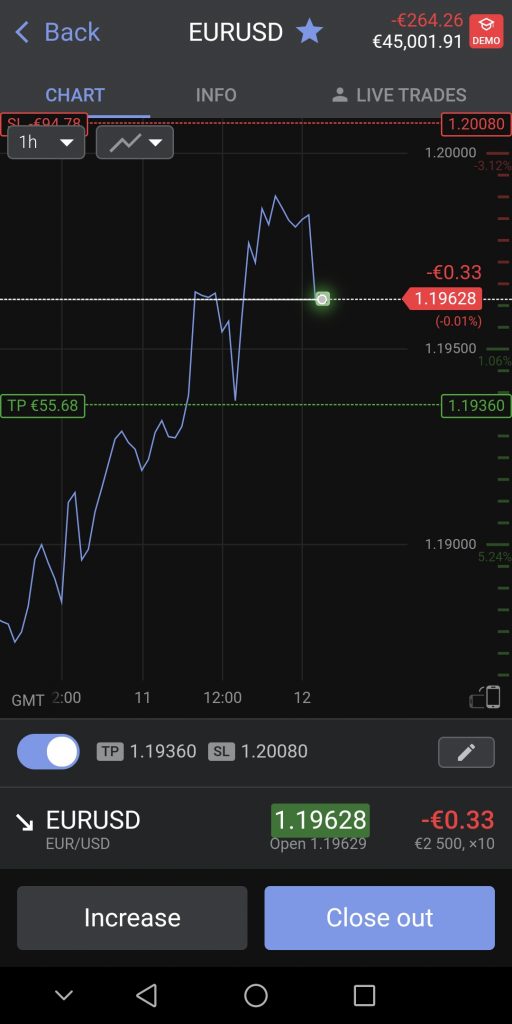 Back
EURUSD
-€264.26
€45,001.91
DEMO
CHART
INFO
LIVE TRADES
SL -€94.78
1.20080
1h
1.20000
-3.12%
-€0.33
1.19628
(-0.01%)
1.19500
1.06%
TP €55.68
1.19360
1.19000
5.24%
GMT
2:00
11
12:00
12
TP 1.19360 SL 1.20080
EURUSD
1.19628
-€0.33
EUR/USD
Open 1.19629
€2 500, ×10
Increase
Close out